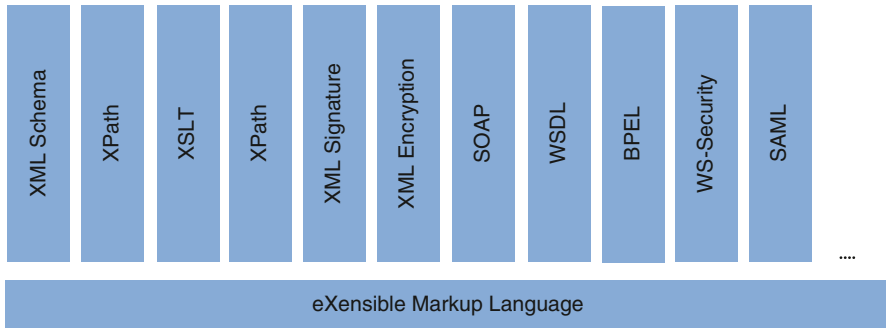 XML Schema
XPath
XSLT
XPath
XML Signature
XML Encryption
SOAP
WSDL
BPEL
WS-Security
SAML
....
eXensible Markup Language